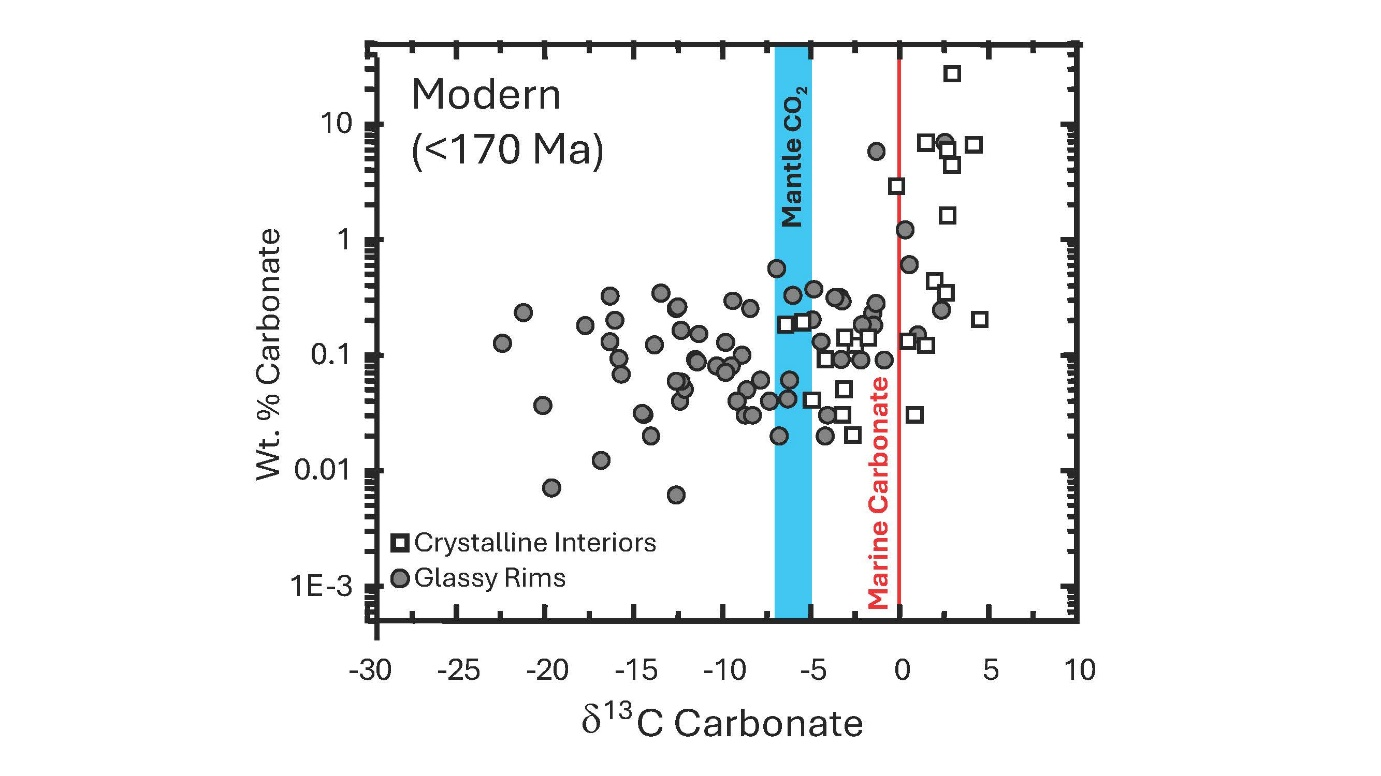 Modern
(<170 Ma)
Mantle CO₂
Marine Carbonate
Crystalline Interiors
Glassy Rims
Wt. % Carbonate
10
1
0.1
0.01
1E-3
-30 -25 -20 -15 -10 -5 0 5 10
δ¹³C Carbonate